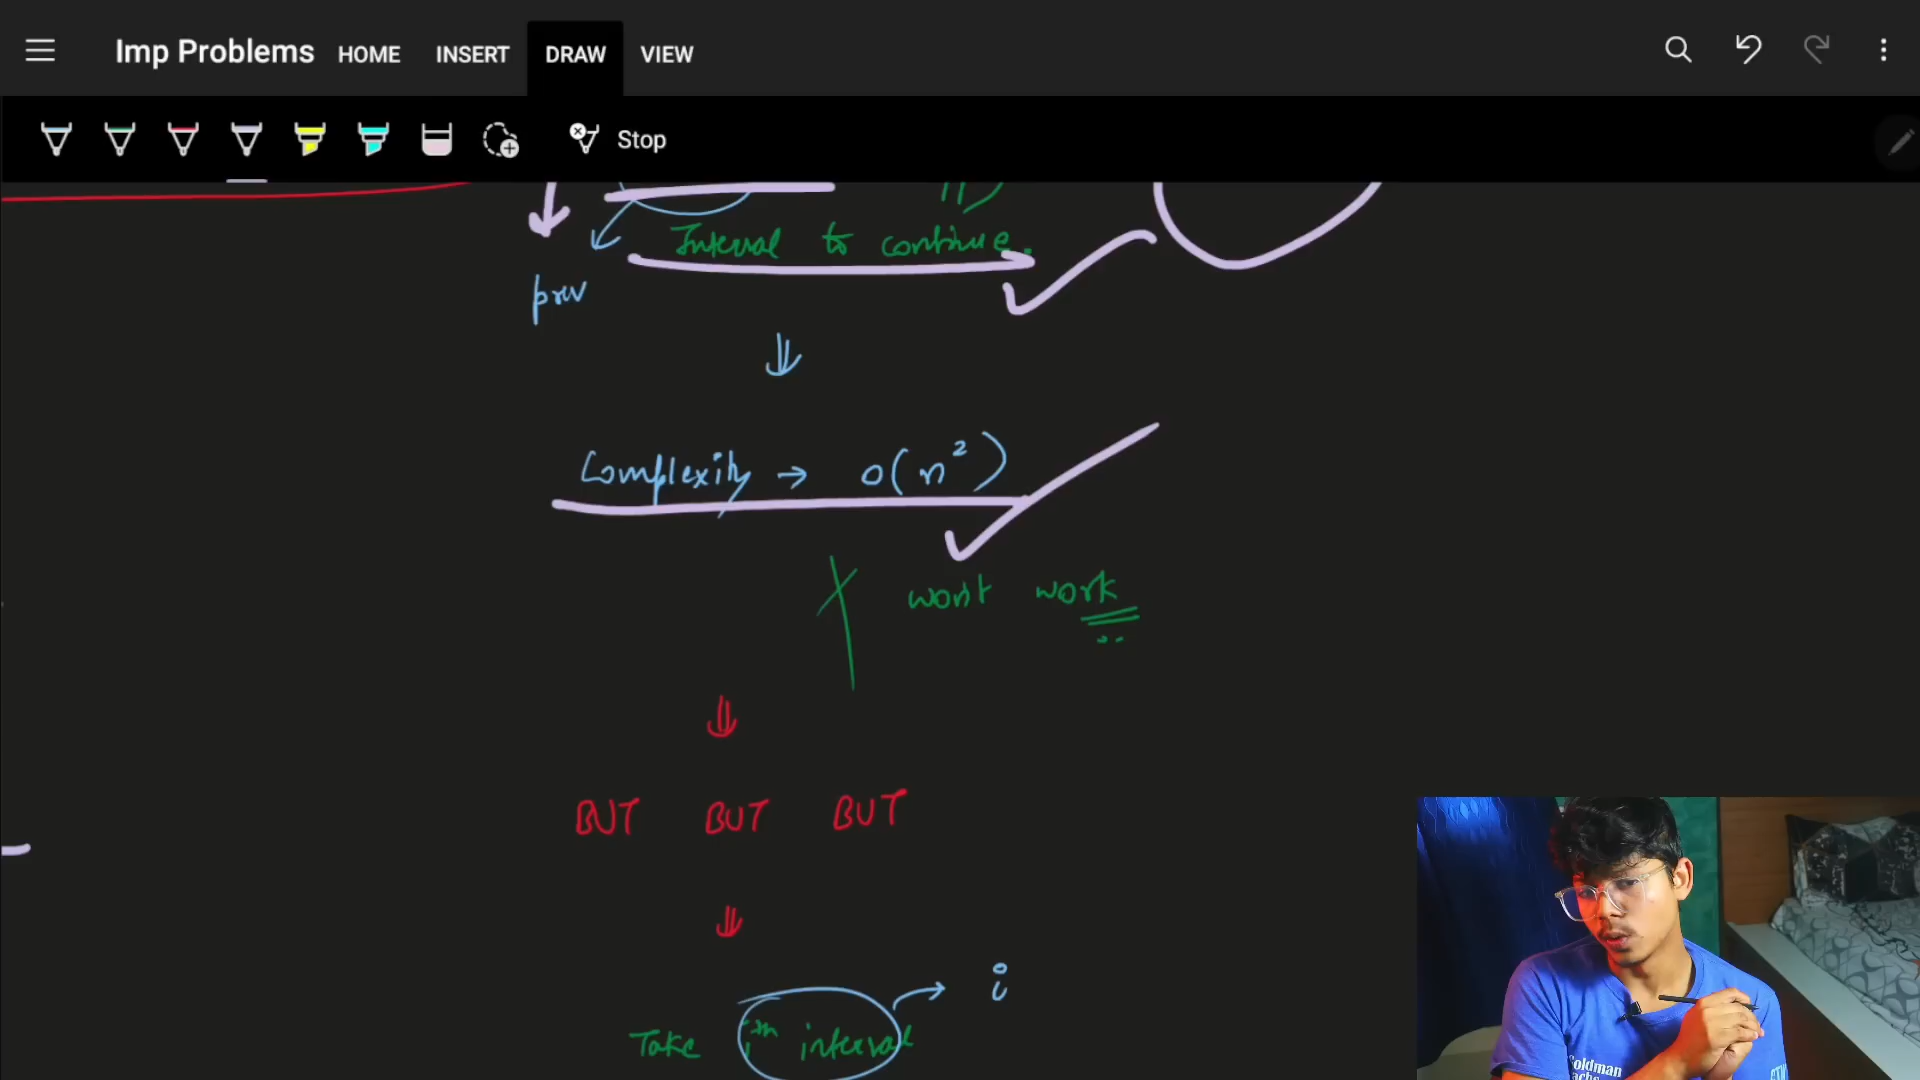 Imp Problems HOME INSERT DRAW VIEW
Stop
Interval to continue.
prev
Complexity → O(n²)
X won't work
BUT BUT BUT
Take ith interval → i
Goldman